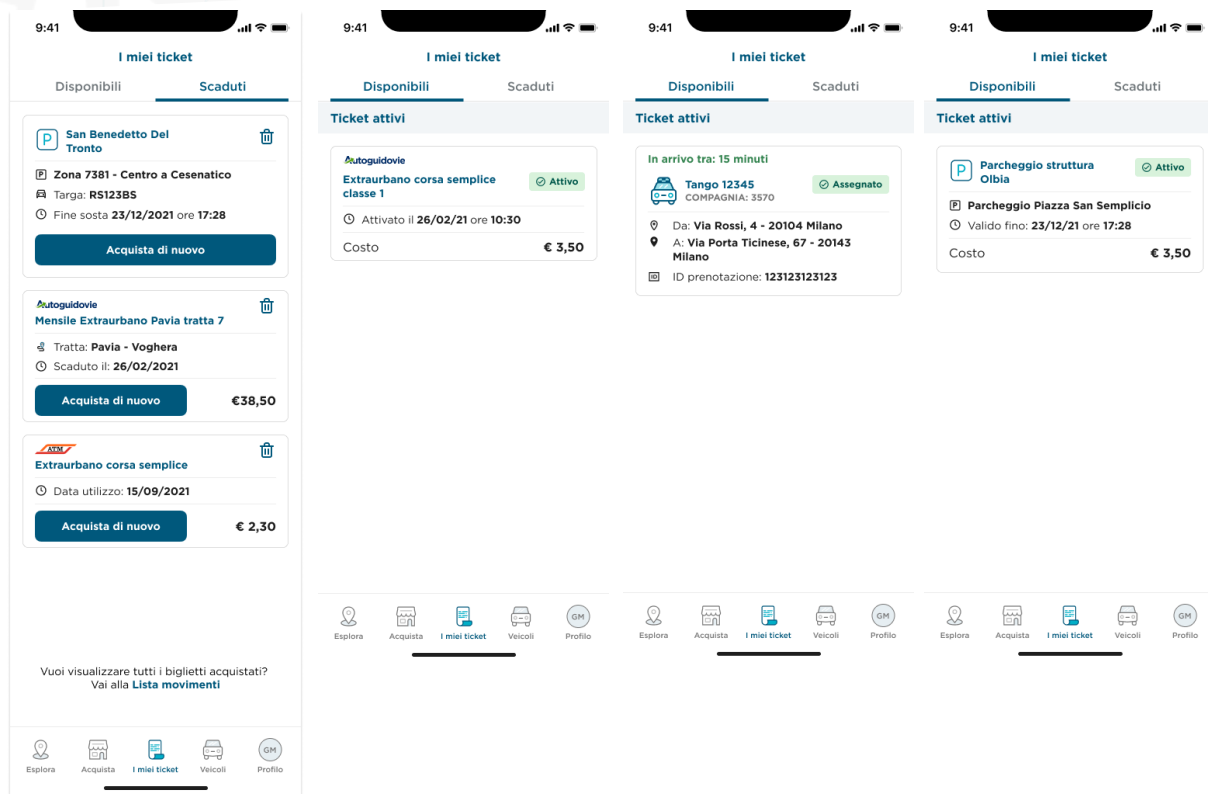 9:41
I miei ticket
Disponibili
Scaduti
P
San Benedetto Del
Tronto
P Zona 7381 - Centro a Cesenatico
Targa: RS123BS
Fine sosta 23/12/2021 ore 17:28
Acquista di nuovo
Autoguidovie
Mensile Extraurbano Pavia tratta 7
Tratta: Pavia - Voghera
Scaduto il: 26/02/2021
Acquista di nuovo
€38,50
ATM
Extraurbano corsa semplice
Data utilizzo: 15/09/2021
Acquista di nuovo
€ 2,30
Vuoi visualizzare tutti i biglietti acquistati?
Vai alla Lista movimenti
GM
Esplora
Acquista
I miei ticket
Veicoli
Profilo
9:41
I miei ticket
Disponibili
Scaduti
Ticket attivi
Autoguidovie
Extraurbano corsa semplice
classe 1
Attivo
Attivato il 26/02/21 ore 10:30
Costo
€ 3,50
GM
Esplora
Acquista
I miei ticket
Veicoli
Profilo
9:41
I miei ticket
Disponibili
Scaduti
Ticket attivi
In arrivo tra: 15 minuti
Tango 12345
COMPAGNIA: 3570
Assegnato
Da: Via Rossi, 4 - 20104 Milano
A: Via Porta Ticinese, 67 - 20143
Milano
ID ID prenotazione: 123123123123
GM
Esplora
Acquista
I miei ticket
Veicoli
Profilo
9:41
I miei ticket
Disponibili
Scaduti
Ticket attivi
P
Parcheggio struttura
Olbia
Attivo
P Parcheggio Piazza San Semplicio
Valido fino: 23/12/21 ore 17:28
Costo
€ 3,50
GM
Esplora
Acquista
I miei ticket
Veicoli
Profilo